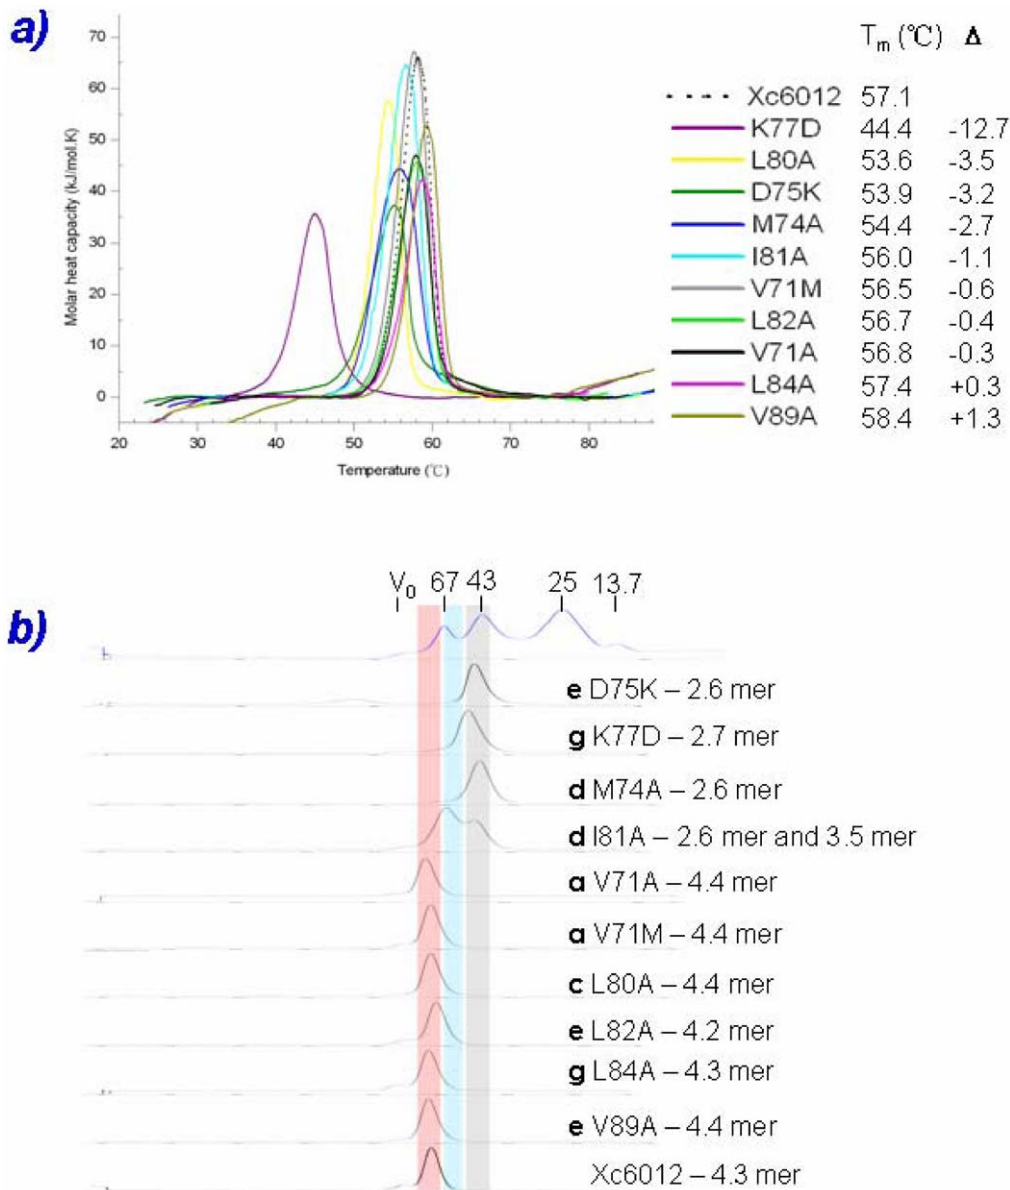 a)
Tm (℃) Δ
Xc6012 57.1
K77D 44.4 -12.7
L80A 53.6 -3.5
D75K 53.9 -3.2
M74A 54.4 -2.7
I81A 56.0 -1.1
V71M 56.5 -0.6
L82A 56.7 -0.4
V71A 56.8 -0.3
L84A 57.4 +0.3
V89A 58.4 +1.3
Molar heat capacity (kJ/mol.K)
70
60
50
40
30
20
10
0
20 30 40 50 60 70 80
Temperature (℃)
b)
V0 67 43 25 13.7
e D75K – 2.6 mer
g K77D – 2.7 mer
d M74A – 2.6 mer
d I81A – 2.6 mer and 3.5 mer
a V71A – 4.4 mer
a V71M – 4.4 mer
c L80A – 4.4 mer
e L82A – 4.2 mer
g L84A – 4.3 mer
e V89A – 4.4 mer
Xc6012 – 4.3 mer